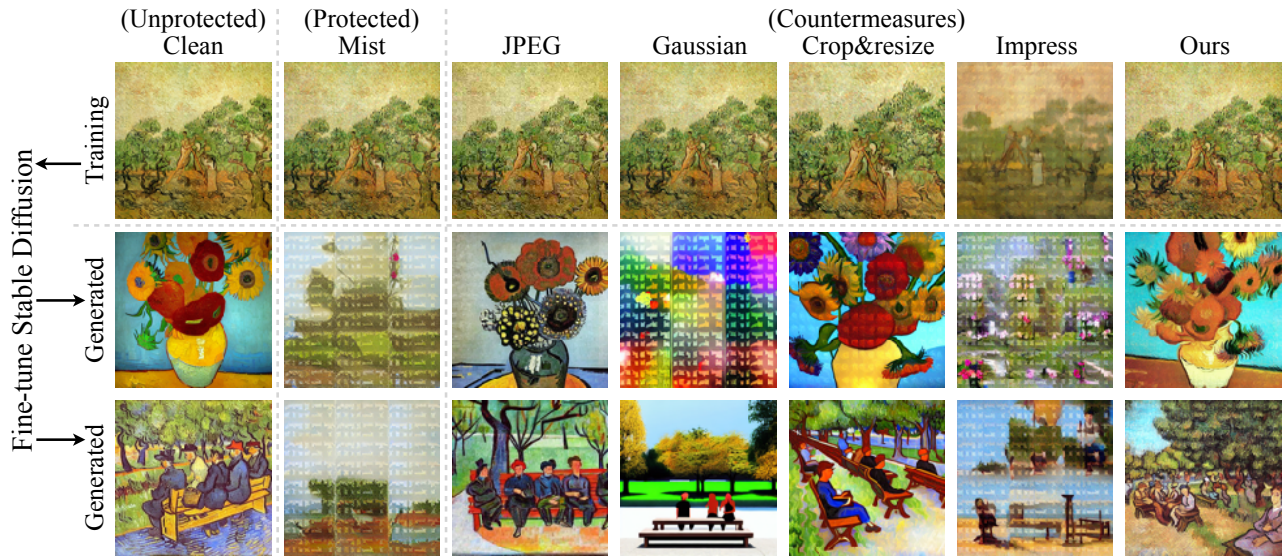 (Unprotected) (Protected) (Countermeasures)
Clean Mist JPEG Gaussian Crop&resize Impress Ours
Fine-tune Stable Diffusion
Training
Generated
Generated